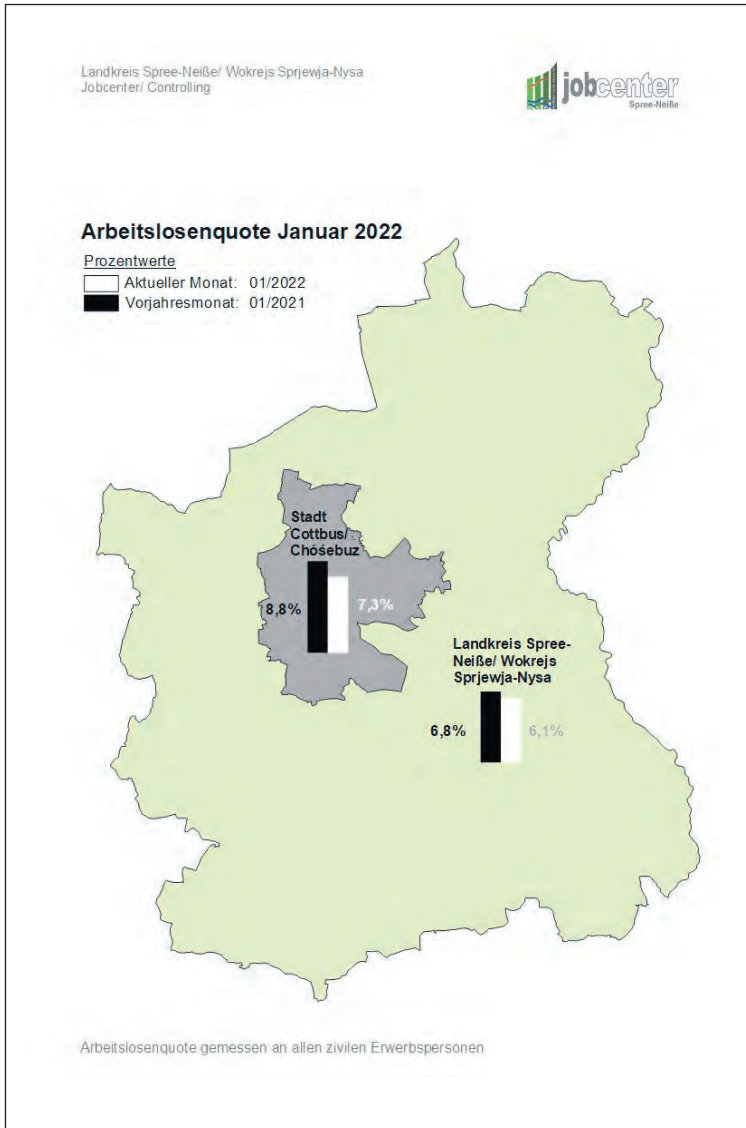 Landkreis Spree-Neiße/ Wokrejs Sprjewja-Nysa
Jobcenter/ Controlling
jobcenter
Spree-Neiße
Arbeitslosenquote Januar 2022
Prozentwerte
Aktueller Monat: 01/2022
Vorjahresmonat: 01/2021
Stadt
Cottbus/
Chóśebuz
8,8%
7,3%
Landkreis Spree-
Neiße/ Wokrejs
Sprjewja-Nysa
6,8%
6,1%
Arbeitslosenquote gemessen an allen zivilen Erwerbspersonen